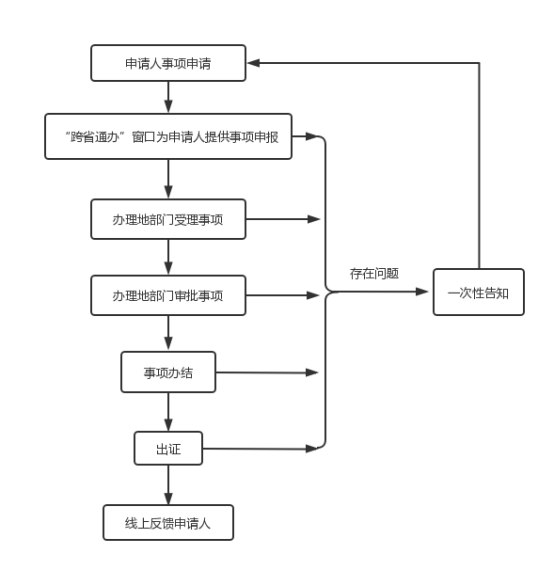 申请人事项申请
“跨省通办”窗口为申请人提供事项申报
办理地部门受理事项
办理地部门审批事项
存在问题
一次性告知
事项办结
出证
线上反馈申请人